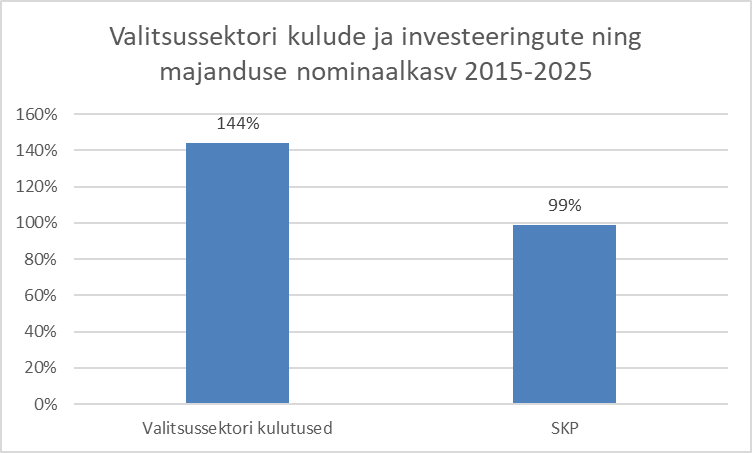 Valitsussektori kulude ja investeeringute ning
majanduse nominaalkasv 2015-2025
160%
140%
120%
100%
80%
60%
40%
20%
0%
144%
99%
Valitsussektori kulutused
SKP